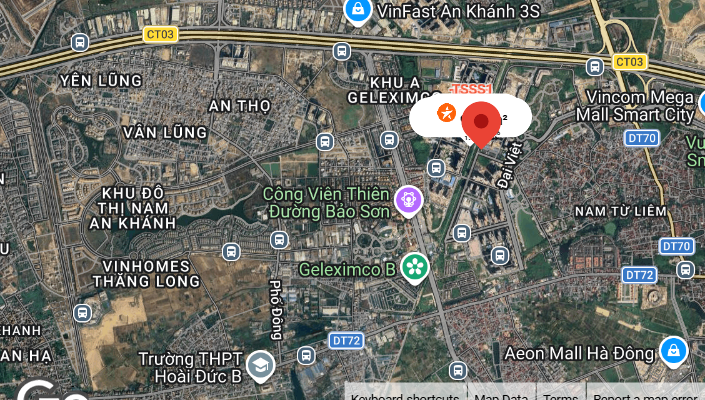 VinFast An Khánh 3S
CT03
CT03
YÊN LŨNG
KHU A
GELEXIMCO
TSSS1
AN THỌ
Vincom Mega
Mall Smart City
VÂN LŨNG
DT70
Đại Việt
KHU ĐÔ
THỊ NAM
AN KHÁNH
Công Viên Thiên
Đường Bảo Sơn
NAM TỪ LIÊM
DT70
VINHOMES
THĂNG LONG
Geleximco B
DT72
Phố Đông
DT72
AN HẠ
Trường THPT
Hoài Đức B
Aeon Mall Hà Đông
Keyboard shortcuts
Map Data
Terms
Report a map error